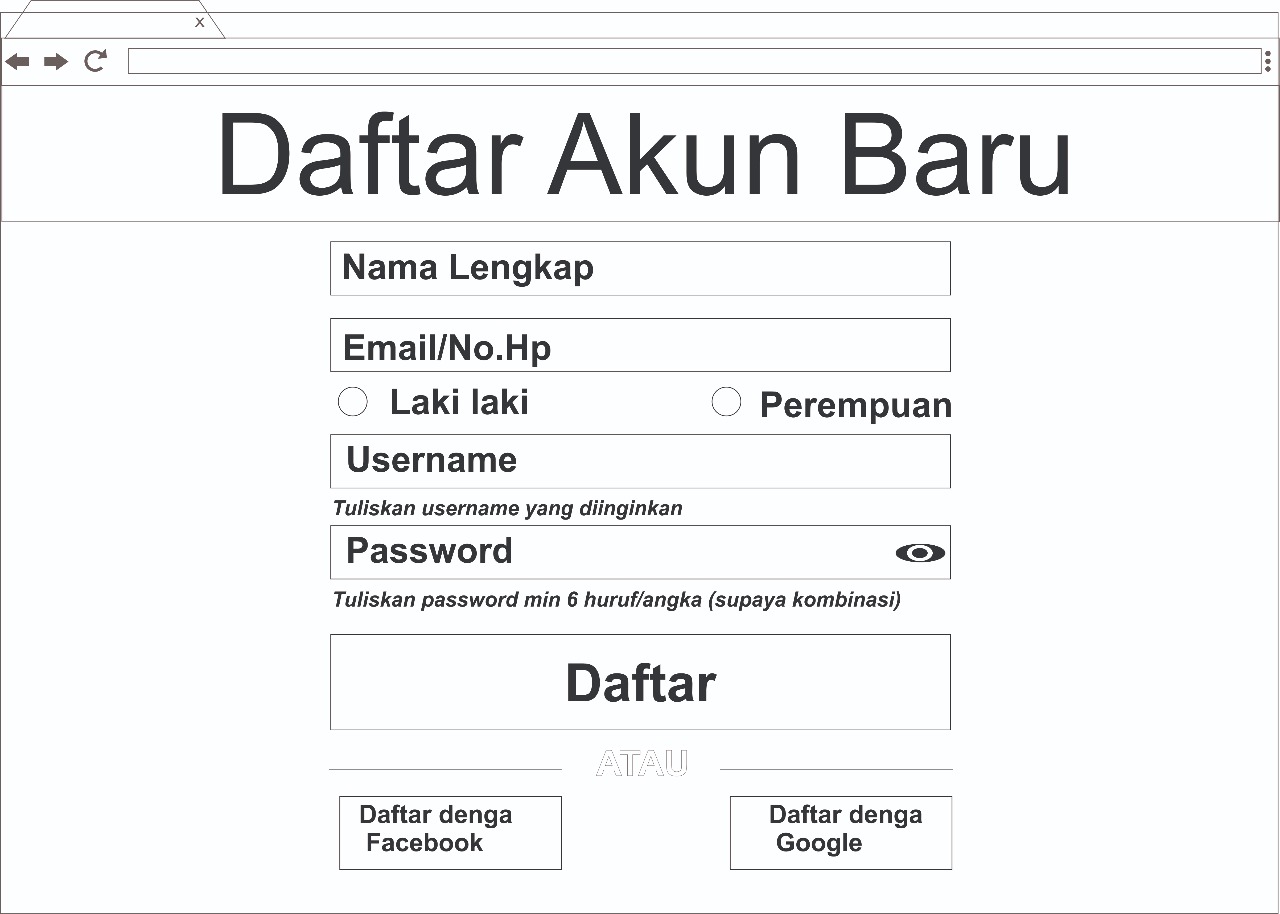 x
Daftar Akun Baru
Nama Lengkap
Email/No.Hp
Laki laki Perempuan
Username
Tuliskan username yang diinginkan
Password
Tuliskan password min 6 huruf/angka (supaya kombinasi)
Daftar
ATAU
Daftar denga
Facebook
Daftar denga
Google